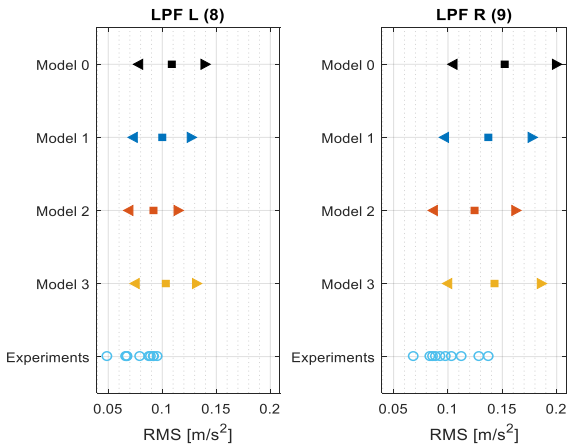 LPF L (8)
Model 0
Model 1
Model 2
Model 3
Experiments
0.05 0.1 0.15 0.2
RMS [m/s²]
LPF R (9)
Model 0
Model 1
Model 2
Model 3
Experiments
0.05 0.1 0.15 0.2
RMS [m/s²]